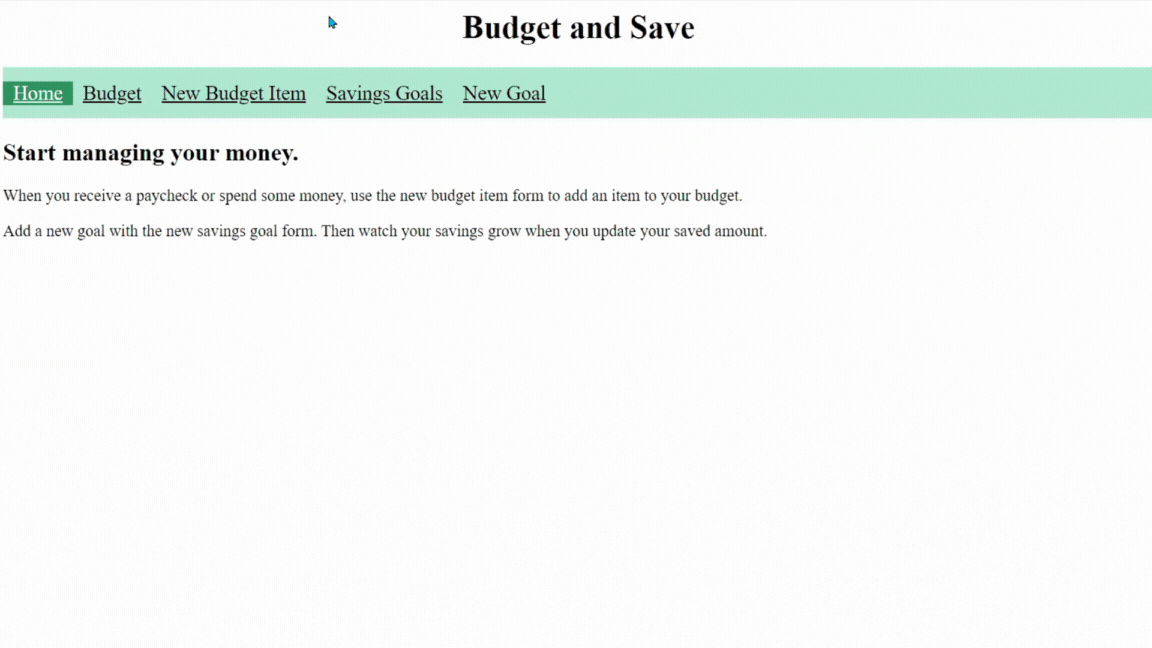 Budget and Save
Home Budget New Budget Item Savings Goals New Goal
Start managing your money.
When you receive a paycheck or spend some money, use the new budget item form to add an item to your budget.
Add a new goal with the new savings goal form. Then watch your savings grow when you update your saved amount.